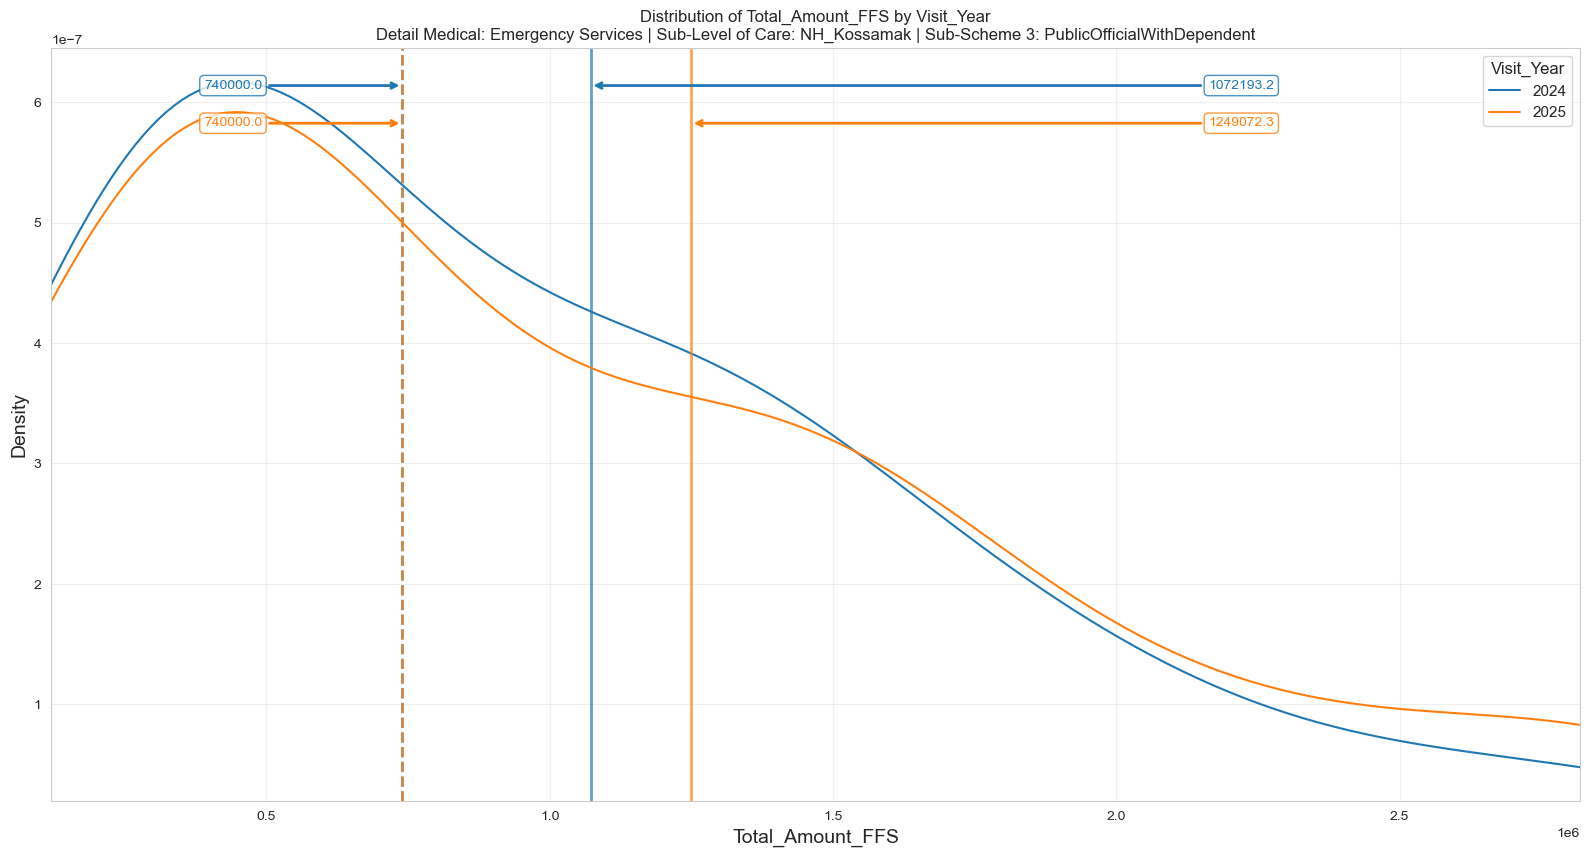 Distribution of Total_Amount_FFS by Visit_Year
Detail Medical: Emergency Services | Sub-Level of Care: NH_Kossamak | Sub-Scheme 3: PublicOfficialWithDependent
1e−7
Visit_Year
2024
2025
740000.0
1072193.2
740000.0
1249072.3
6
5
4
3
2
1
Density
0.5
1.0
1.5
2.0
2.5
1e6
Total_Amount_FFS